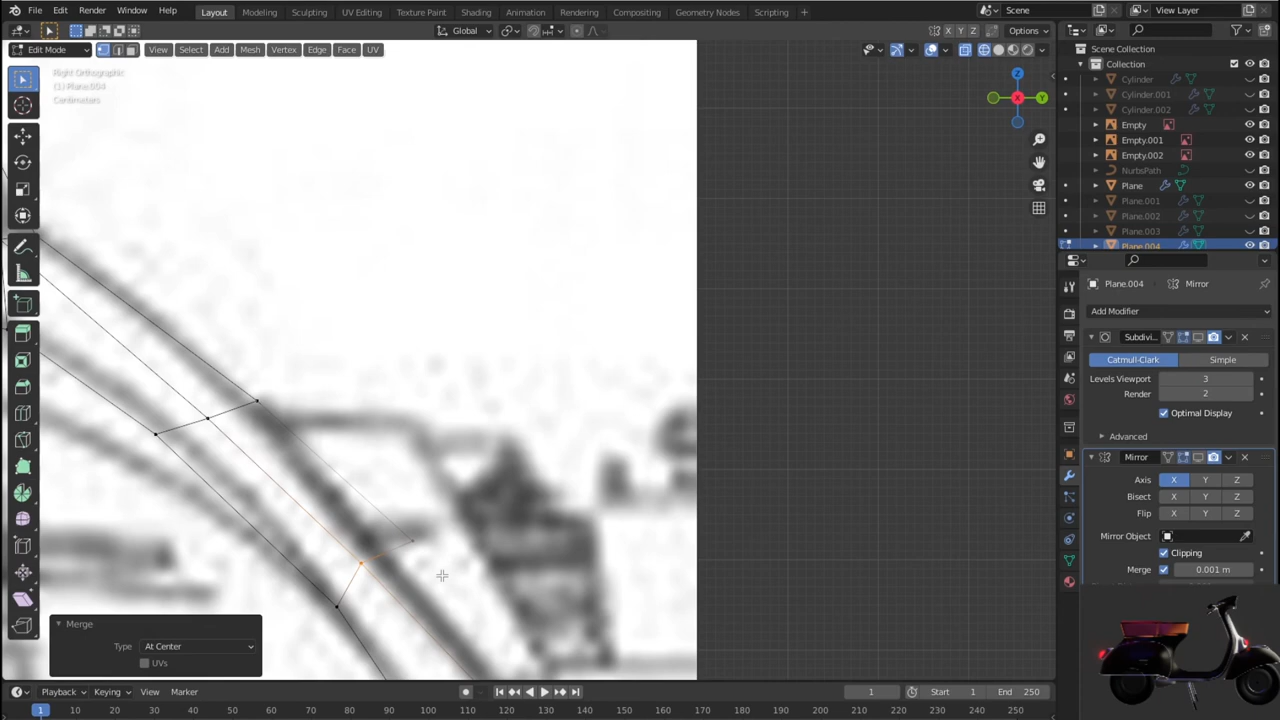 File Edit Render Window Help Layout Modeling Sculpting UV Editing Texture Paint Shading Animation Rendering Compositing Geometry Nodes Scripting + Scene View Layer
Global Options
Edit Mode View Select Add Mesh Vertex Edge Face UV X Y Z
Right Orthographic
(1) Plane.004
Centimeters
Z
X
Y
Scene Collection
Collection
Cylinder
Cylinder.001
Cylinder.002
Empty
Empty.001
Empty.002
NurbsPath
Plane
Plane.001
Plane.002
Plane.003
Plane.004
Plane.004 Mirror
Add Modifier
Subdivi...
Catmull-Clark Simple
Levels Viewport 3
Render 2
Optimal Display
Advanced
Mirror
Axis X Y Z
Bisect X Y Z
Flip X Y Z
Mirror Object
Clipping
Merge 0.001 m
Merge
Type At Center
UVs
Playback Keying View Marker 1 Start 1 End 250
1 10 20 30 40 50 60 70 80 90 100 110 120 130 140 150 160 170 180 190 200 210 220 230 240 250